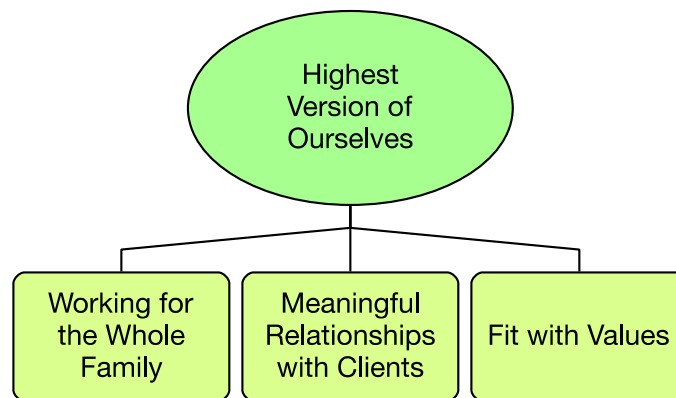 Highest
Version of
Ourselves
Working for
the Whole
Family
Meaningful
Relationships
with Clients
Fit with Values